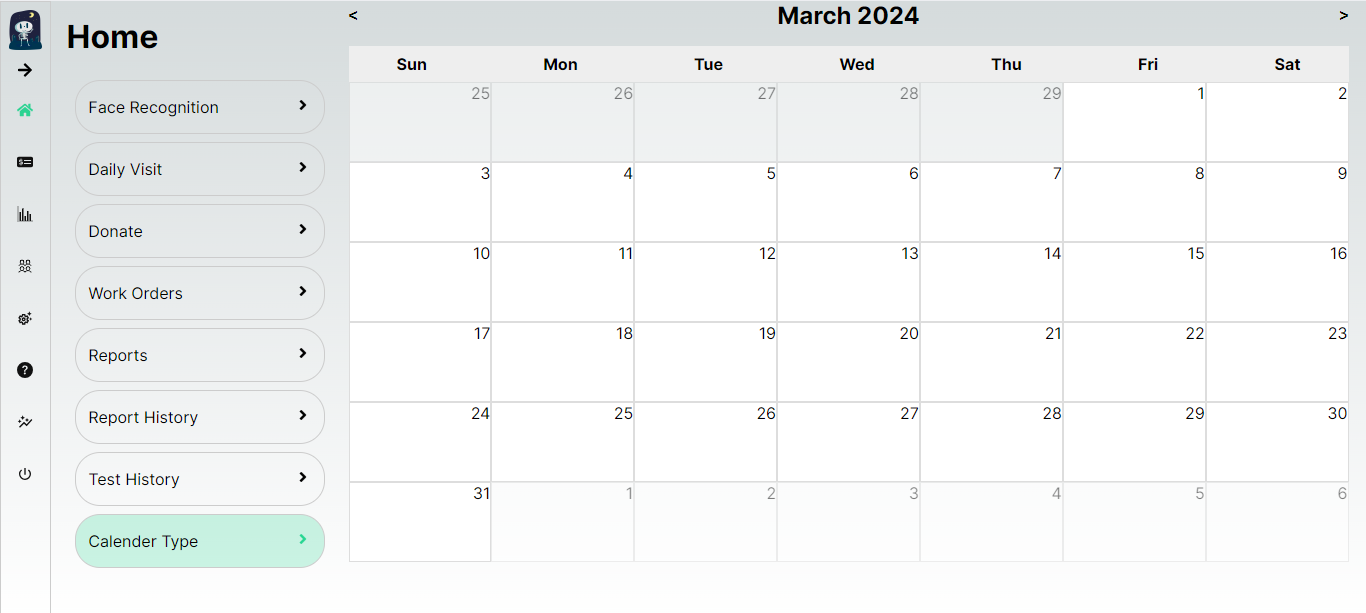 Home
Face Recognition
Daily Visit
Donate
Work Orders
Reports
Report History
Test History
Calender Type
< March 2024 >
Sun Mon Tue Wed Thu Fri Sat
25 26 27 28 29 1 2
3 4 5 6 7 8 9
10 11 12 13 14 15 16
17 18 19 20 21 22 23
24 25 26 27 28 29 30
31 1 2 3 4 5 6